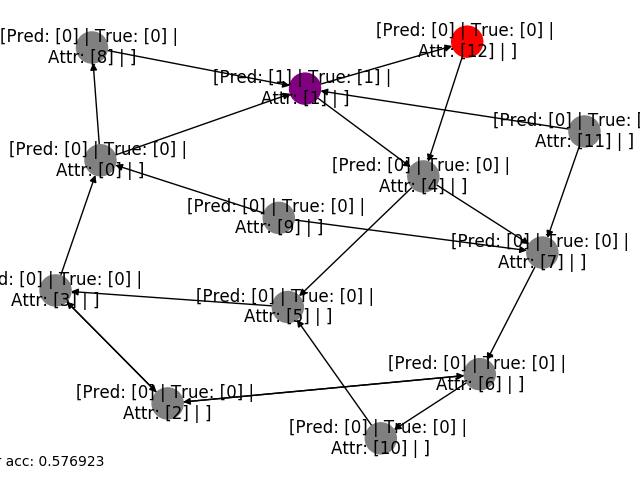 [Pred: [0] | True: [0] |
Attr: [12] | ]
[Pred: [0] | True: [0] |
Attr: [8] | ]
[Pred: [1] | True: [1] |
Attr: [1] | ]
[Pred: [0] | True: [
Attr: [11] | ]
[Pred: [0] | True: [0] |
Attr: [0] | ]
[Pred: [0] | True: [0] |
Attr: [4] | ]
[Pred: [0] | True: [0] |
Attr: [9] | ]
[Pred: [0] | True: [0] |
Attr: [7] | ]
d: [0] | True: [0] |
Attr: [3] | ]
[Pred: [0] | True: [0] |
Attr: [5] | ]
[Pred: [0] | True: [0] |
Attr: [6] | ]
[Pred: [0] | True: [0] |
Attr: [2] | ]
[Pred: [0] | True: [0] |
Attr: [10] | ]
r acc: 0.576923